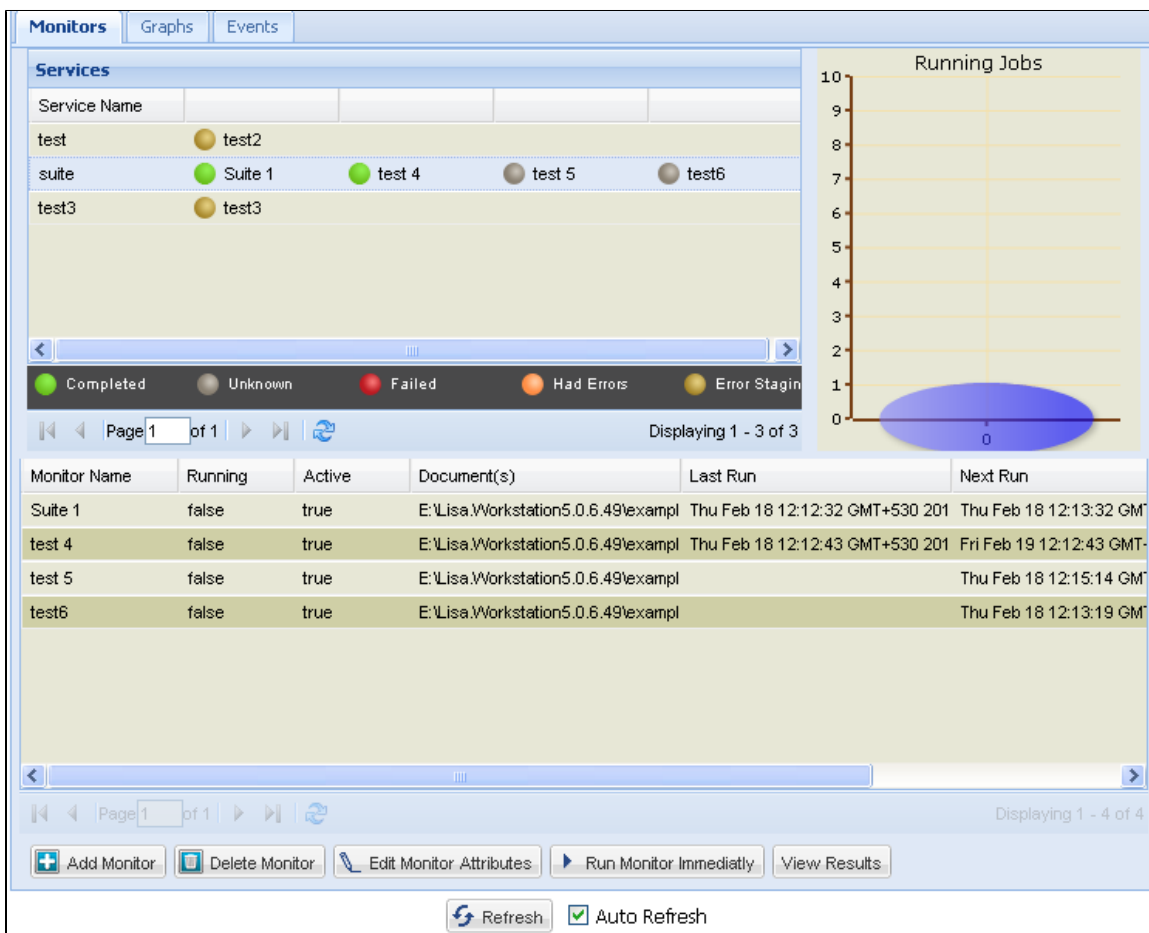 Monitors Graphs Events
Services
Service Name
test test2
suite Suite 1 test 4 test 5 test6
test3 test3
Completed Unknown Failed Had Errors Error Stagin
Page 1 of 1 Displaying 1 - 3 of 3
Running Jobs
10
9
8
7
6
5
4
3
2
1
0
0
Monitor Name Running Active Document(s) Last Run Next Run
Suite 1 false true E:\Lisa.Workstation5.0.6.49\exampl Thu Feb 18 12:12:32 GMT+530 201 Thu Feb 18 12:13:32 GMT
test 4 false true E:\Lisa.Workstation5.0.6.49\exampl Thu Feb 18 12:12:43 GMT+530 201 Fri Feb 19 12:12:43 GMT-
test 5 false true E:\Lisa.Workstation5.0.6.49\exampl Thu Feb 18 12:15:14 GMT
test6 false true E:\Lisa.Workstation5.0.6.49\exampl Thu Feb 18 12:13:19 GMT
Page 1 of 1 Displaying 1 - 4 of 4
Add Monitor Delete Monitor Edit Monitor Attributes Run Monitor Immediatly View Results
Refresh Auto Refresh